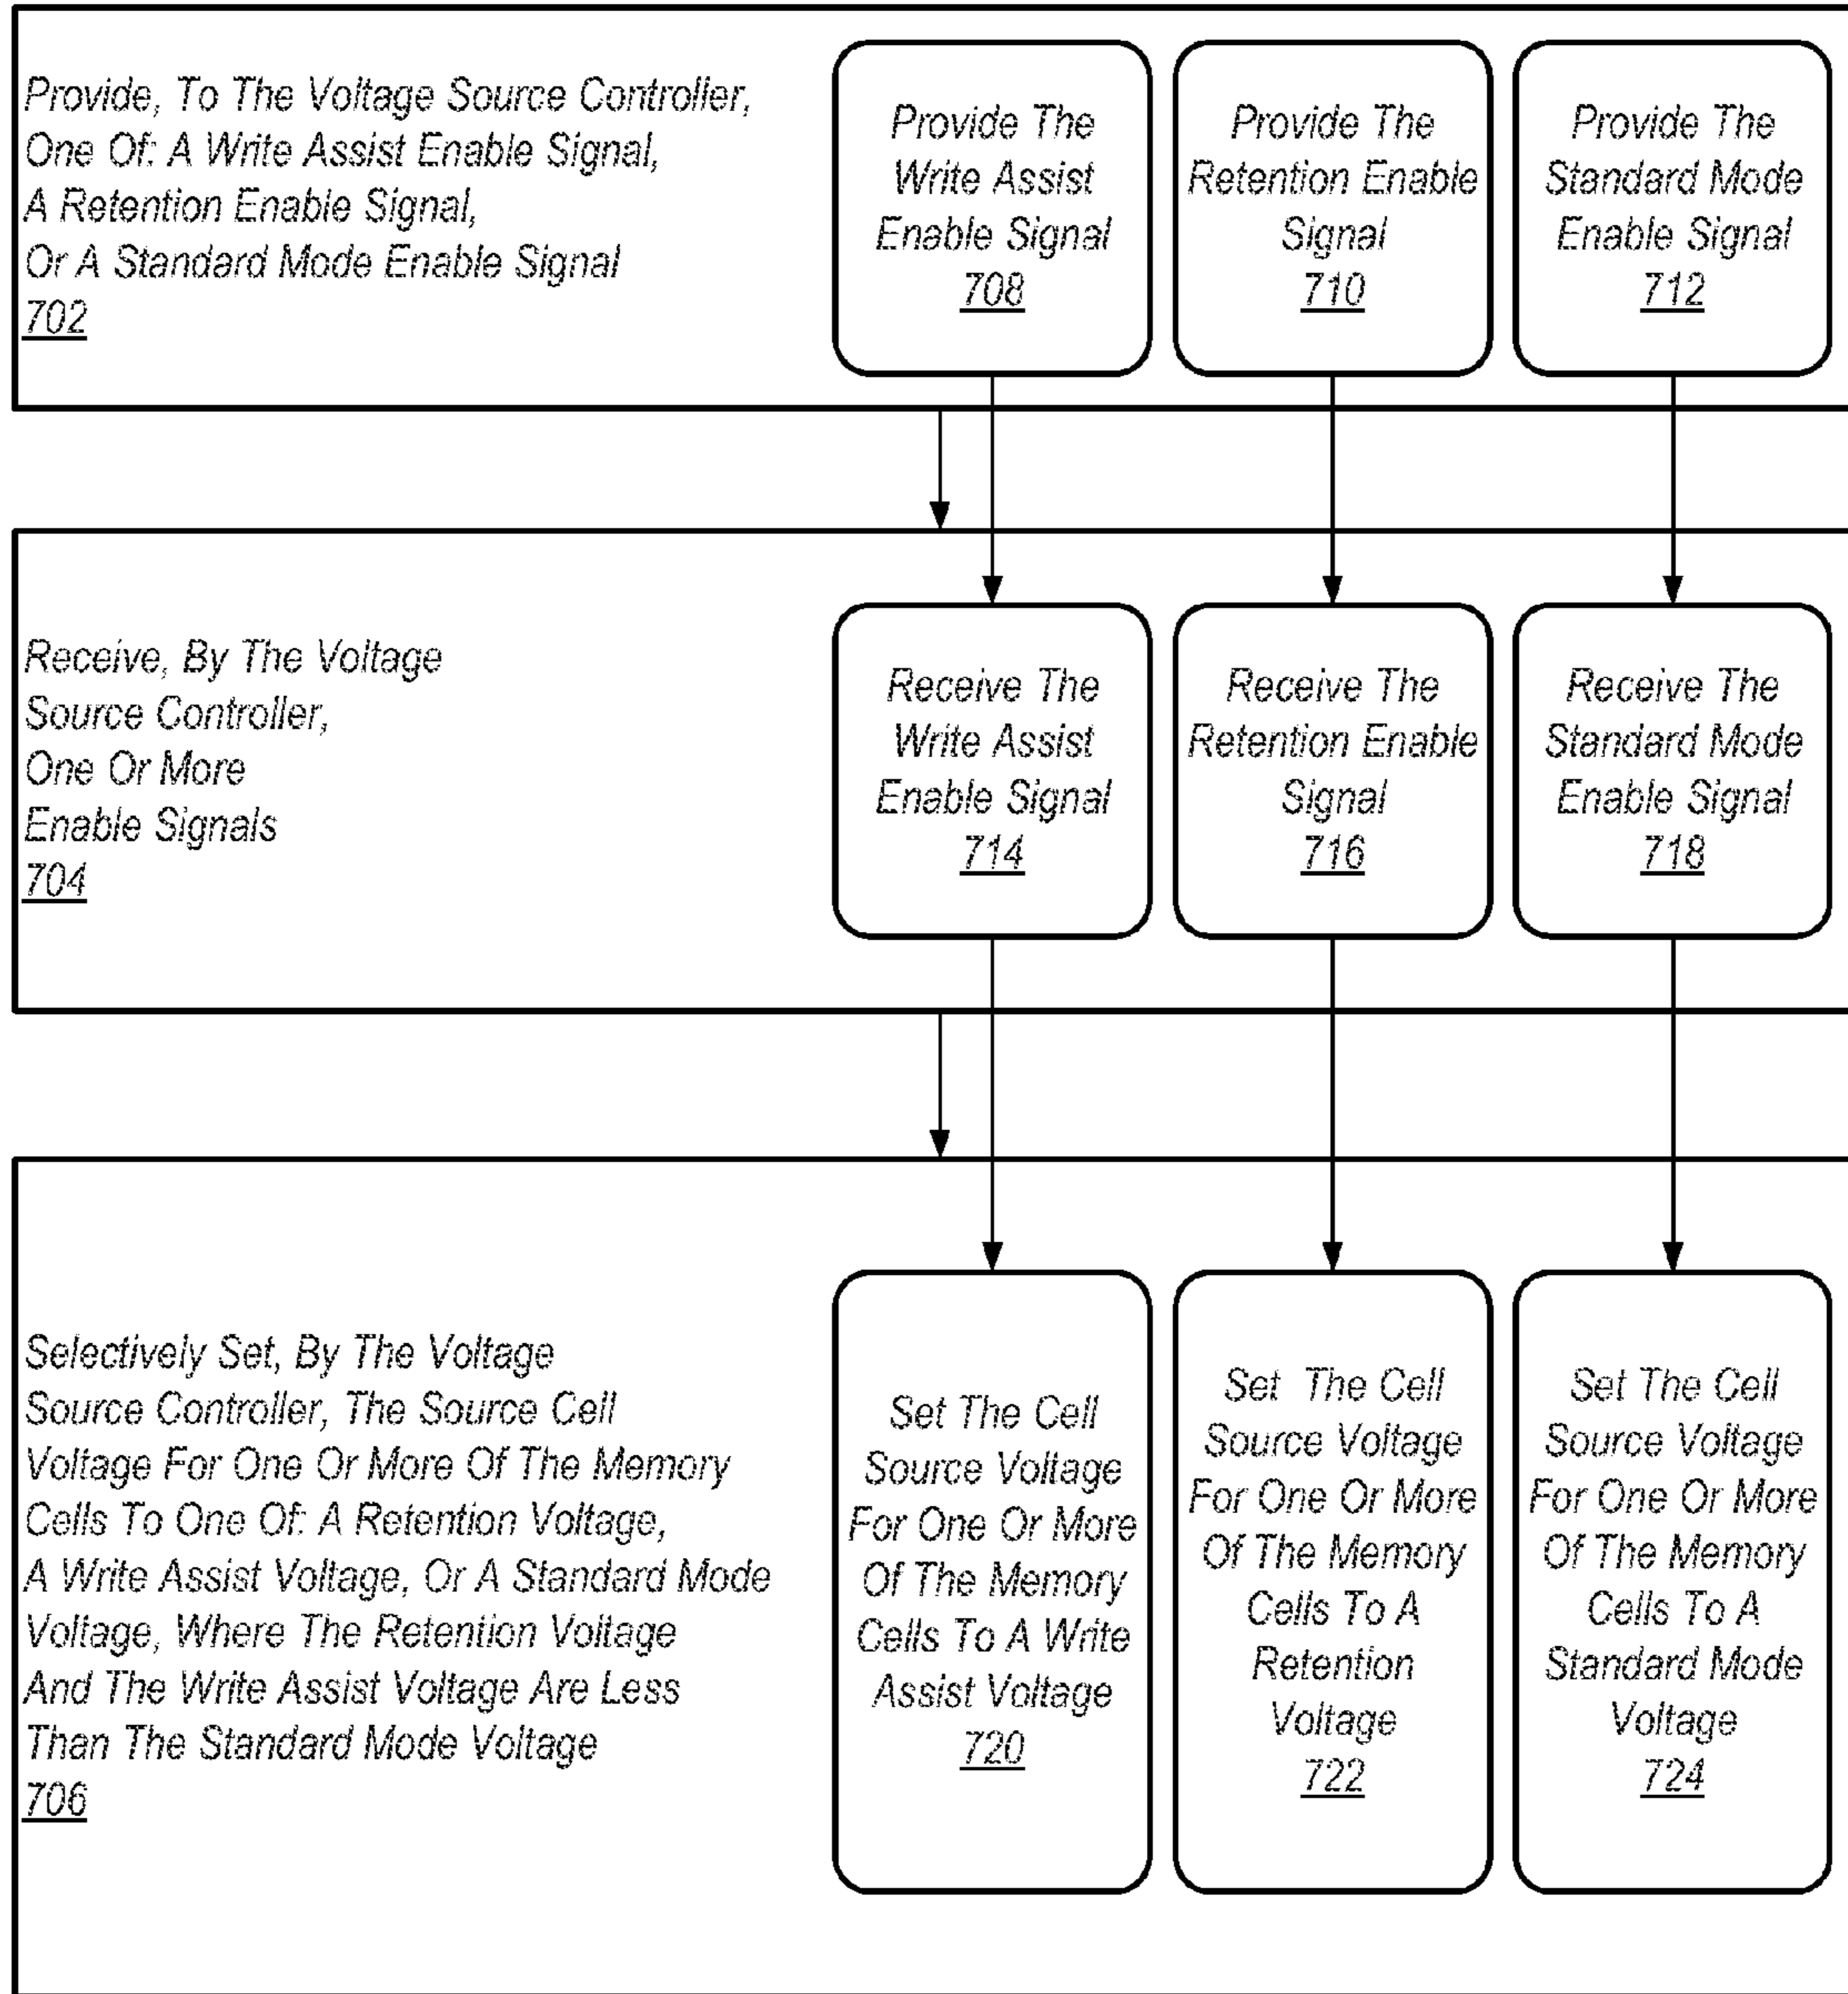 Provide, To The Voltage Source Controller,
One Of: A Write Assist Enable Signal,
A Retention Enable Signal,
Or A Standard Mode Enable Signal
702
Provide The
Write Assist
Enable Signal
708
Provide The
Retention Enable
Signal
710
Provide The
Standard Mode
Enable Signal
712
Receive, By The Voltage
Source Controller,
One Or More
Enable Signals
704
Receive The
Write Assist
Enable Signal
714
Receive The
Retention Enable
Signal
716
Receive The
Standard Mode
Enable Signal
718
Selectively Set, By The Voltage
Source Controller, The Source Cell
Voltage For One Or More Of The Memory
Cells To One Of: A Retention Voltage,
A Write Assist Voltage, Or A Standard Mode
Voltage, Where The Retention Voltage
And The Write Assist Voltage Are Less
Than The Standard Mode Voltage
706
Set The Cell
Source Voltage
For One Or More
Of The Memory
Cells To A Write
Assist Voltage
720
Set The Cell
Source Voltage
For One Or More
Of The Memory
Cells To A
Retention
Voltage
722
Set The Cell
Source Voltage
For One Or More
Of The Memory
Cells To A
Standard Mode
Voltage
724